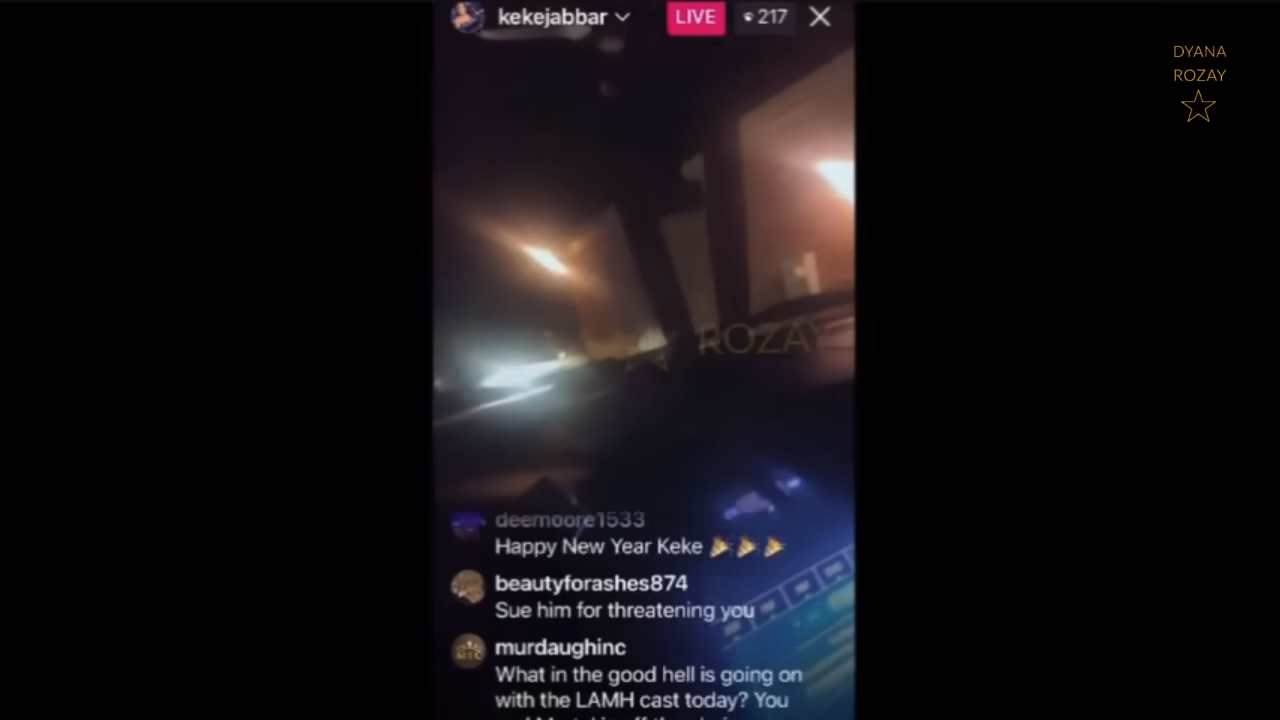 kekejabbar
LIVE
217
DYANA
ROZAY
ROZAY
deemoore1533
Happy New Year Keke 🎉🎉🎉
beautyforashes874
Sue him for threatening you
murdaughinc
What in the good hell is going on
with the LAMH cast today? You